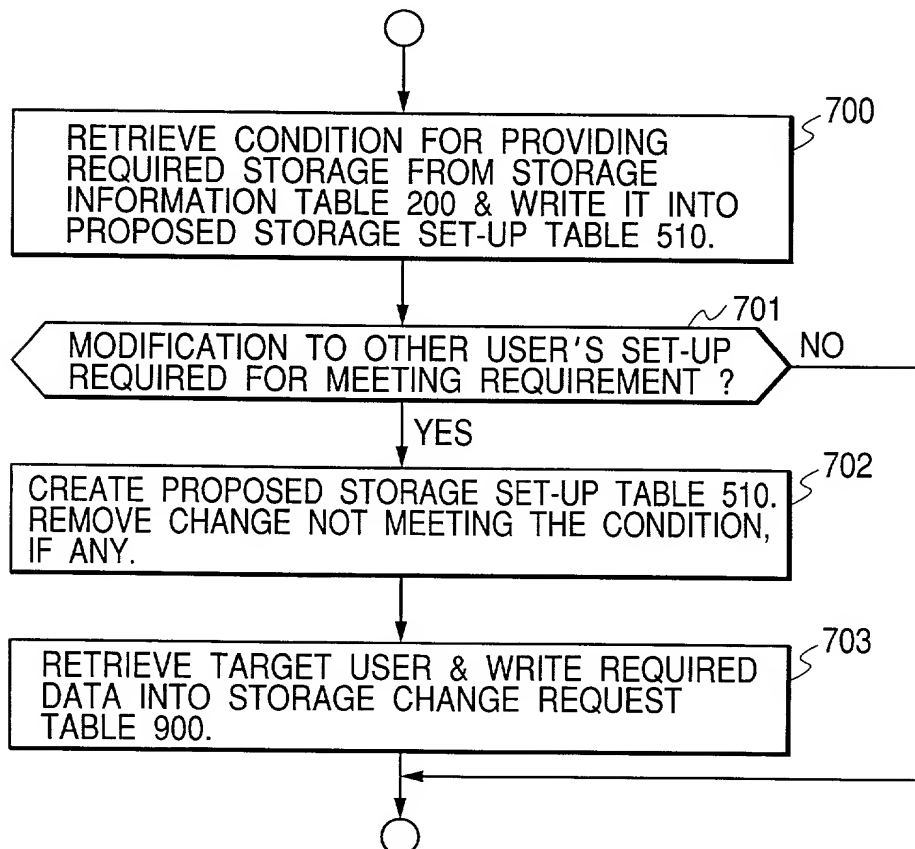 700
RETRIEVE CONDITION FOR PROVIDING
REQUIRED STORAGE FROM STORAGE
INFORMATION TABLE 200 & WRITE IT INTO
PROPOSED STORAGE SET-UP TABLE 510.
701
MODIFICATION TO OTHER USER'S SET-UP
REQUIRED FOR MEETING REQUIREMENT ?
NO
YES
702
CREATE PROPOSED STORAGE SET-UP TABLE 510.
REMOVE CHANGE NOT MEETING THE CONDITION,
IF ANY.
703
RETRIEVE TARGET USER & WRITE REQUIRED
DATA INTO STORAGE CHANGE REQUEST
TABLE 900.